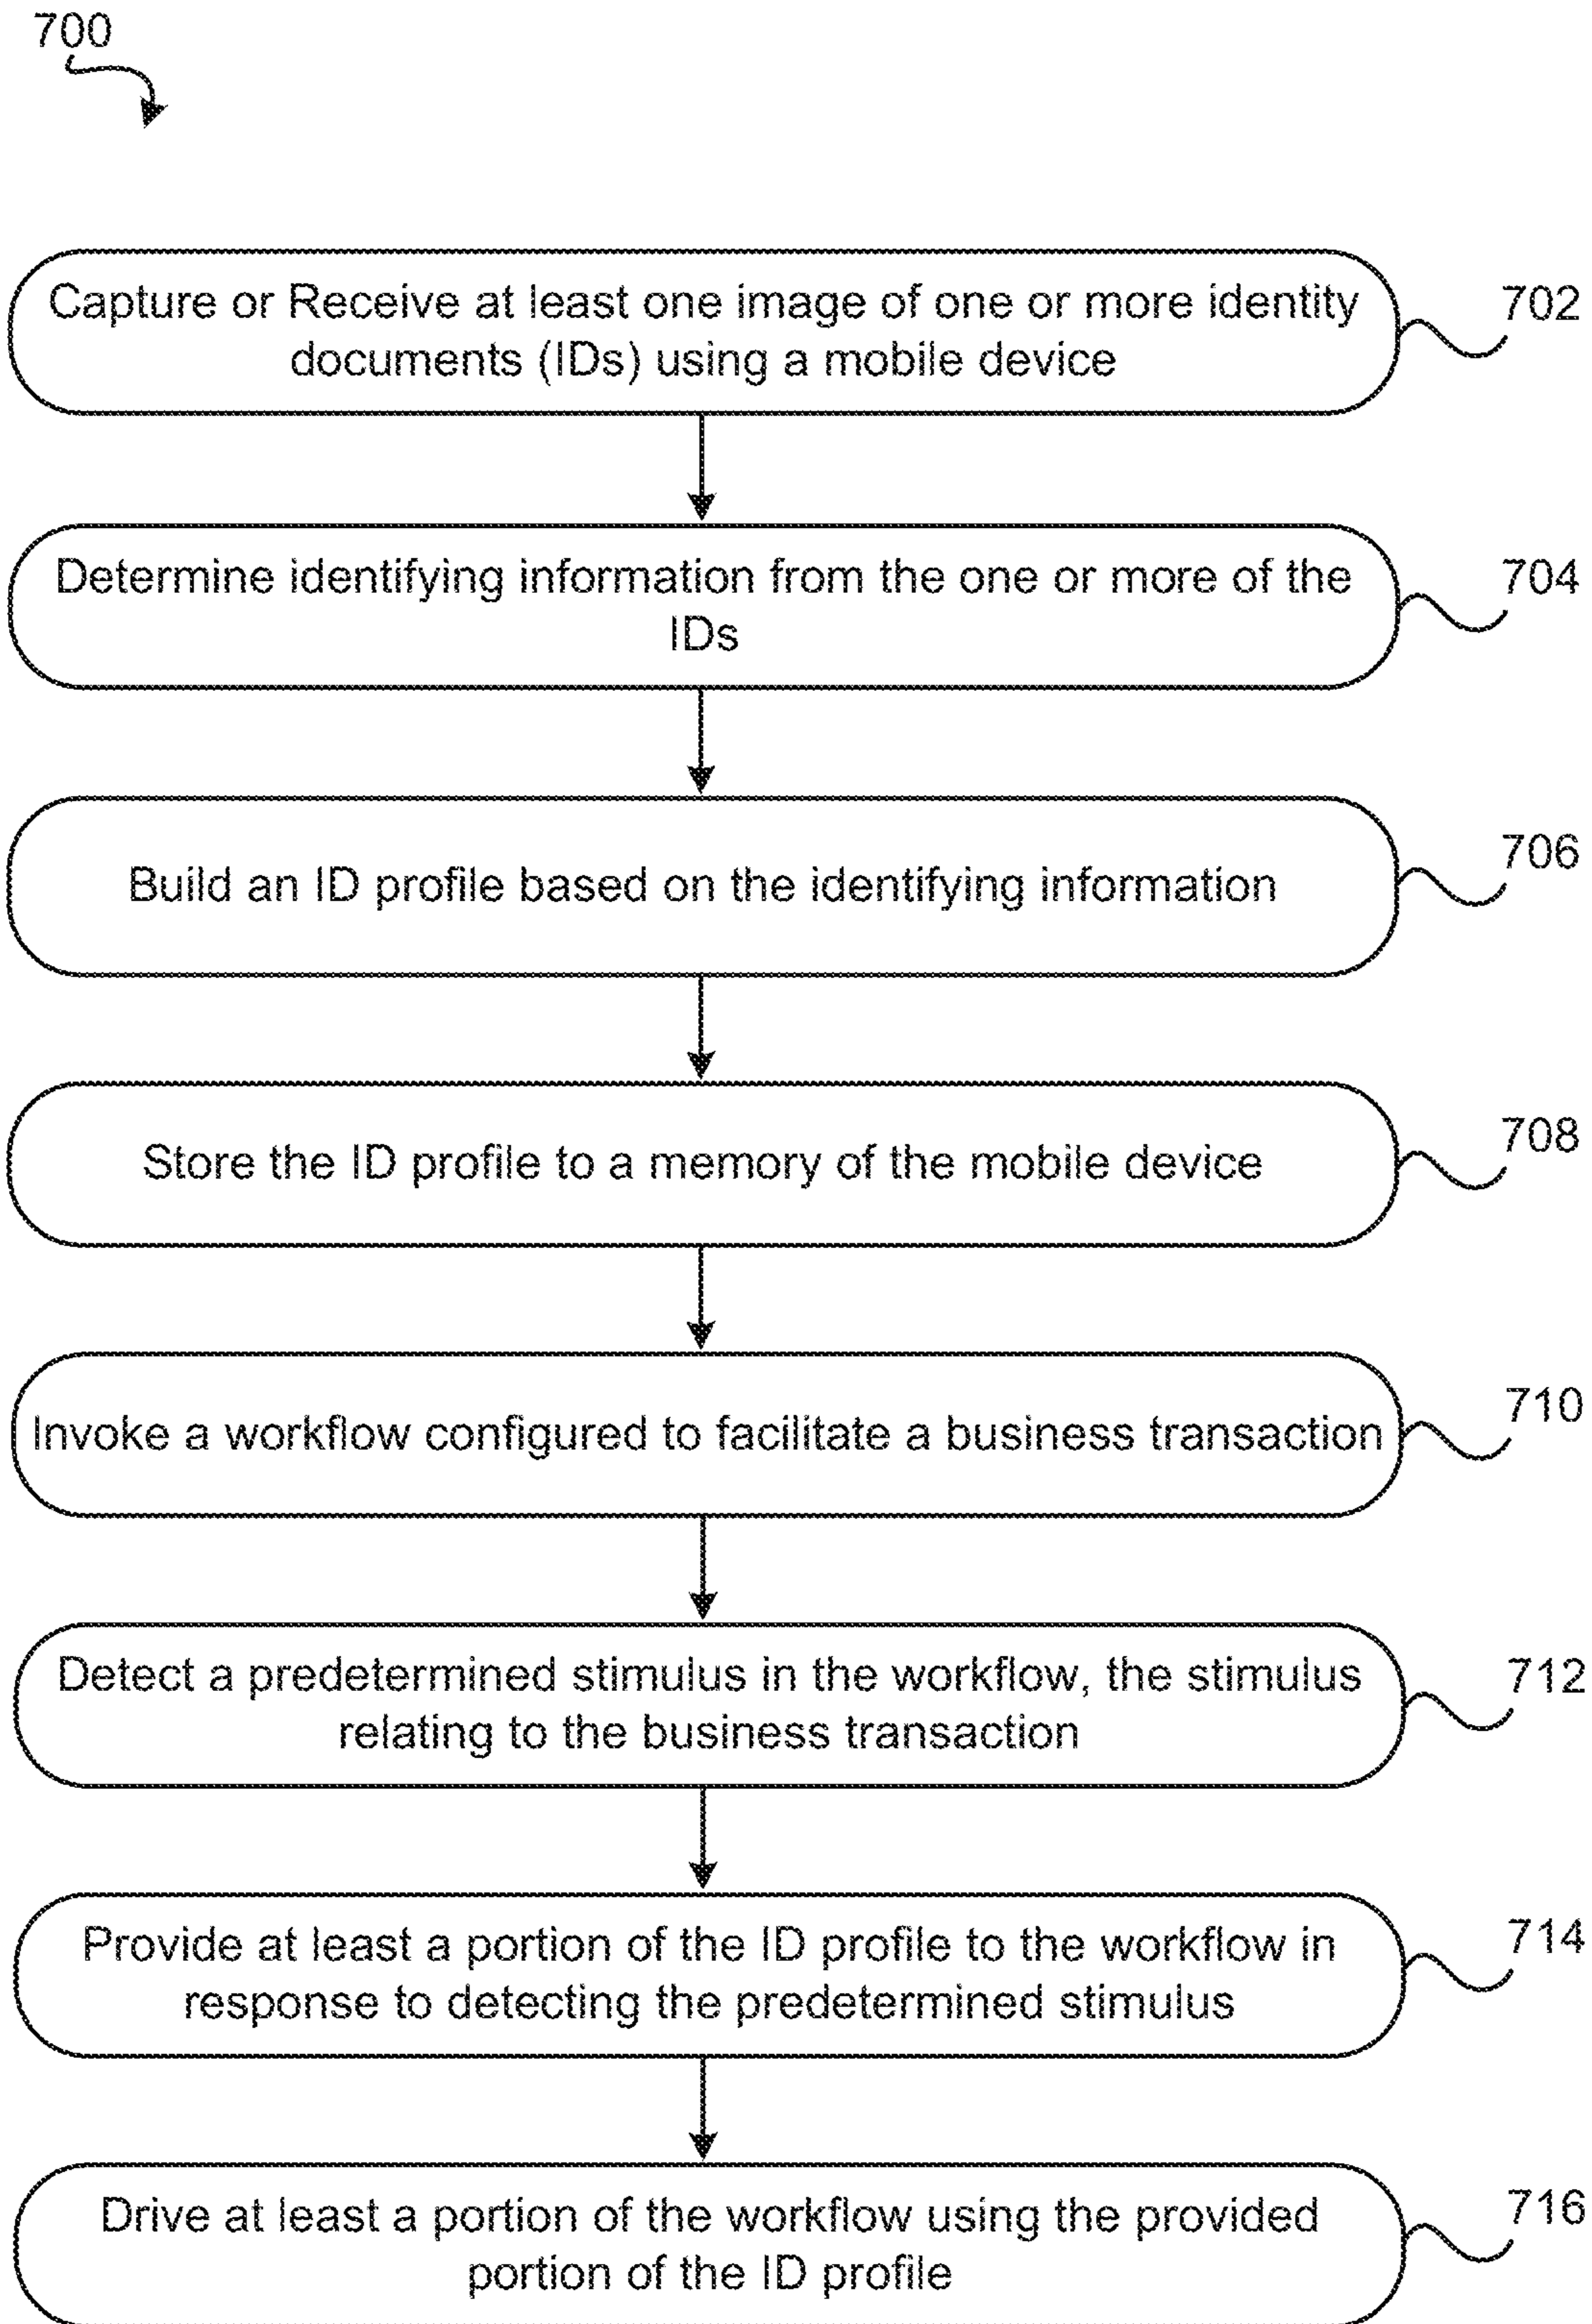 700
Capture or Receive at least one image of one or more identity
documents (IDs) using a mobile device
702
Determine identifying information from the one or more of the
IDs
704
Build an ID profile based on the identifying information
706
Store the ID profile to a memory of the mobile device
708
Invoke a workflow configured to facilitate a business transaction
710
Detect a predetermined stimulus in the workflow, the stimulus
relating to the business transaction
712
Provide at least a portion of the ID profile to the workflow in
response to detecting the predetermined stimulus
714
Drive at least a portion of the workflow using the provided
portion of the ID profile
716